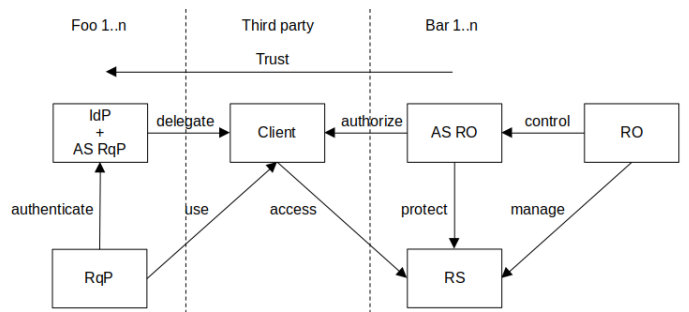 Foo 1..n
Third party
Bar 1..n
Trust
IdP
+
AS RqP
delegate
Client
authorize
AS RO
control
RO
authenticate
use
access
protect
manage
RqP
RS